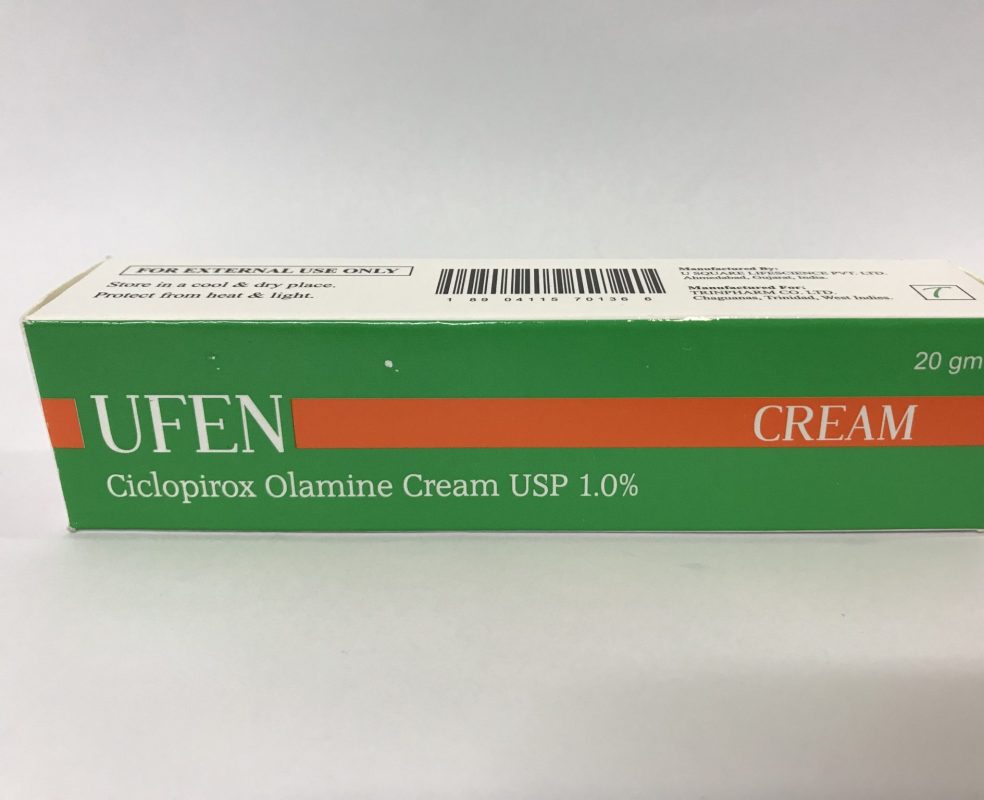 FOR EXTERNAL USE ONLY
Store in a cool & dry place.
Protect from heat & light.
1 89 04115 70136 6
Manufactured By:
U SQUARE LIFESCIENCE PVT. LTD.
Ahmedabad, Gujarat, India.
Manufactured For:
TRINPHARM CO. LTD.
Chaguanas, Trinidad, West Indies.
T
20 gm
UFEN
CREAM
Ciclopirox Olamine Cream USP 1.0%